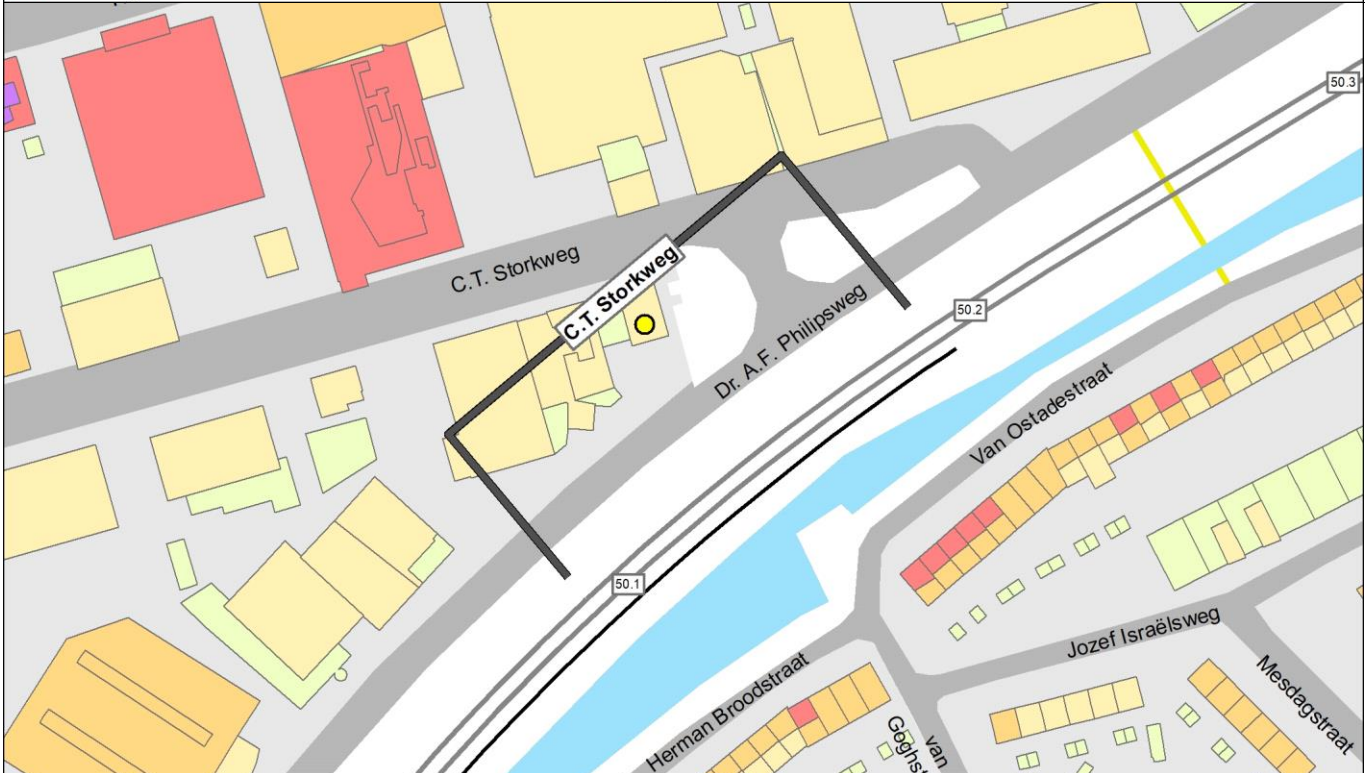 50.3
C.T. Storkweg
C.T. Storkweg
50.2
Dr. A.F. Philipsweg
Van Ostadestraat
50.1
Jozef Israëlsweg
Herman Broodstraat
Mesdagstraat
van